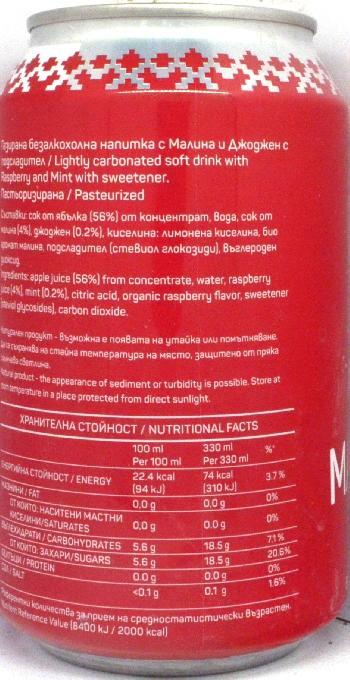 Газирана безалкохолна напитка с Малина и Джоджен с
подсладител / Lightly carbonated soft drink with
Raspberry and Mint with sweetener.
Пастьоризирана / Pasteurized
Съставки: сок от ябълка (56%) от концентрат, вода, сок от
малина (4%), джоджен (0.2%), киселина: лимонена киселина, био
аромат малина, подсладител (стевиол глюкозиди), въглероден
диоксид.
Ingredients: apple juice (56%) from concentrate, water, raspberry
juice (4%), mint (0.2%), citric acid, organic raspberry flavor, sweetener
(steviol glycosides), carbon dioxide.
Натурален продукт - възможна е появата на утайка или помътняване.
Да се съхранява на стайна температура на място, защитено от пряка
слънчева светлина.
Natural product - the appearance of sediment or turbidity is possible. Store at
room temperature in a place protected from direct sunlight.
ХРАНИТЕЛНА СТОЙНОСТ / NUTRITIONAL FACTS
100 ml 330 ml %*
Per 100 ml Per 330 ml
ЕНЕРГИЙНА СТОЙНОСТ / ENERGY 22.4 kcal 74 kcal 3.7%
(94 kJ) (310 kJ)
МАЗНИНИ / FAT 0,0 g 0,0 g 0%
ОТ КОИТО: НАСИТЕНИ МАСТНИ
КИСЕЛИНИ/SATURATES 0,0 g 0.0 g 0%
ВЪГЛЕХИДРАТИ / CARBOHYDRATES 5.6 g 18.5 g 7.1%
ОТ КОИТО: ЗАХАРИ/SUGARS 5.6 g 18.5 g 20.6%
БЕЛТЪЦИ / PROTEIN 0.0 g 0.0 g 0%
СОЛ / SALT <0.1 g 0.1 g 1.6%
*Референтни количества за прием на средностатистически възрастен.
Nutrient Reference Value (8400 kJ / 2000 kcal)
M